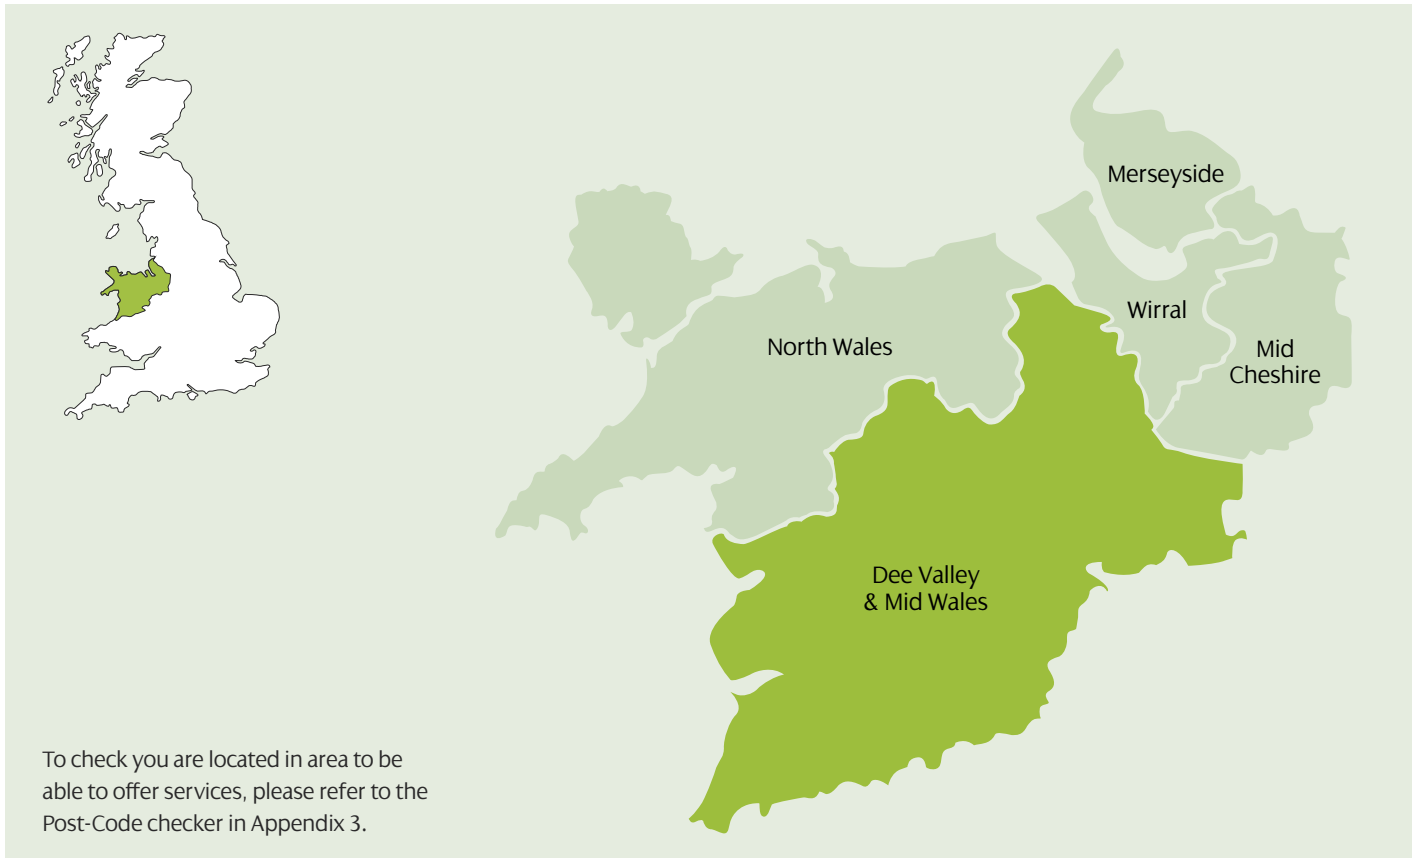 Merseyside
Wirral
North Wales
Mid
Cheshire
Dee Valley
& Mid Wales
To check you are located in area to be
able to offer services, please refer to the
Post-Code checker in Appendix 3.